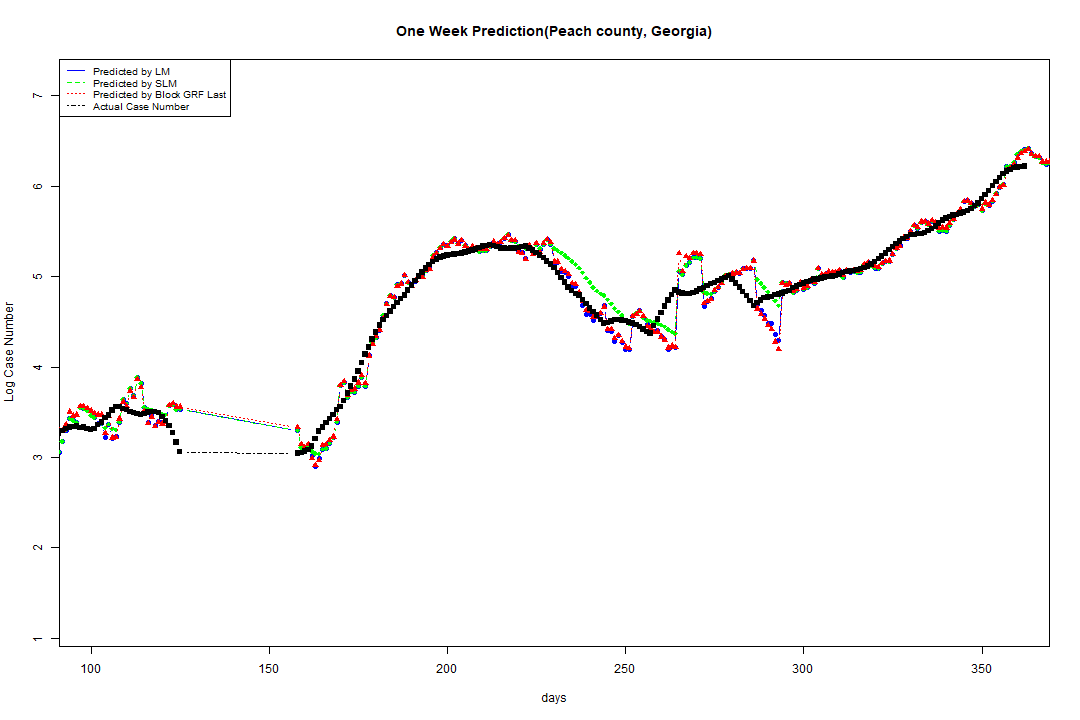 One Week Prediction(Peach county, Georgia)
Predicted by LM
Predicted by SLM
Predicted by Block GRF Last
Actual Case Number
7
6
5
4
3
2
1
Log Case Number
100 150 200 250 300 350
days